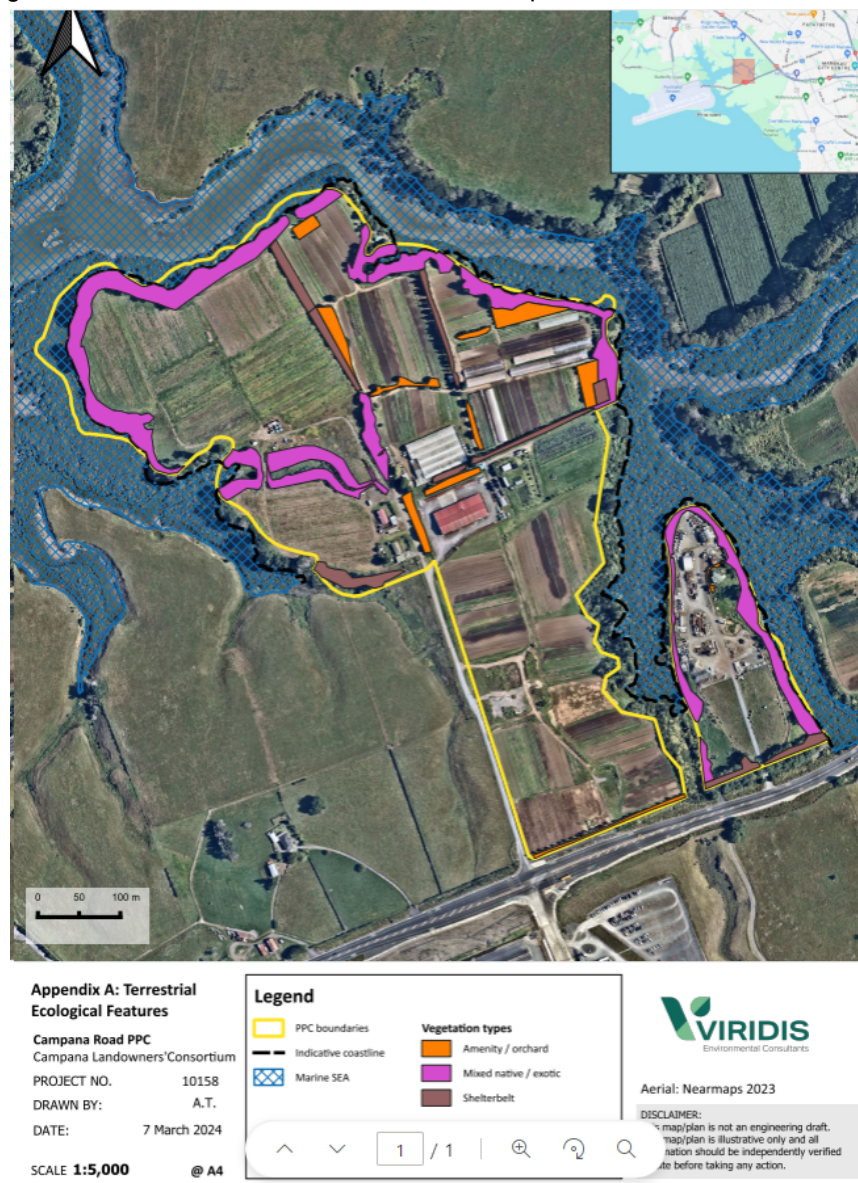 0 50 100 m
Appendix A: Terrestrial
Ecological Features
Campana Road PPC
Campana Landowners'Consortium
PROJECT NO. 10158
DRAWN BY: A.T.
DATE: 7 March 2024
SCALE 1:5,000 @ A4
Legend
PPC boundaries
Indicative coastline
Marine SEA
Vegetation types
Amenity / orchard
Mixed native / exotic
Shelterbelt
1 / 1
VIRIDIS
Environmental Consultants
Aerial: Nearmaps 2023
DISCLAIMER:
map/plan is not an engineering draft.
map/plan is illustrative only and all
should be independently verified
before taking any action.